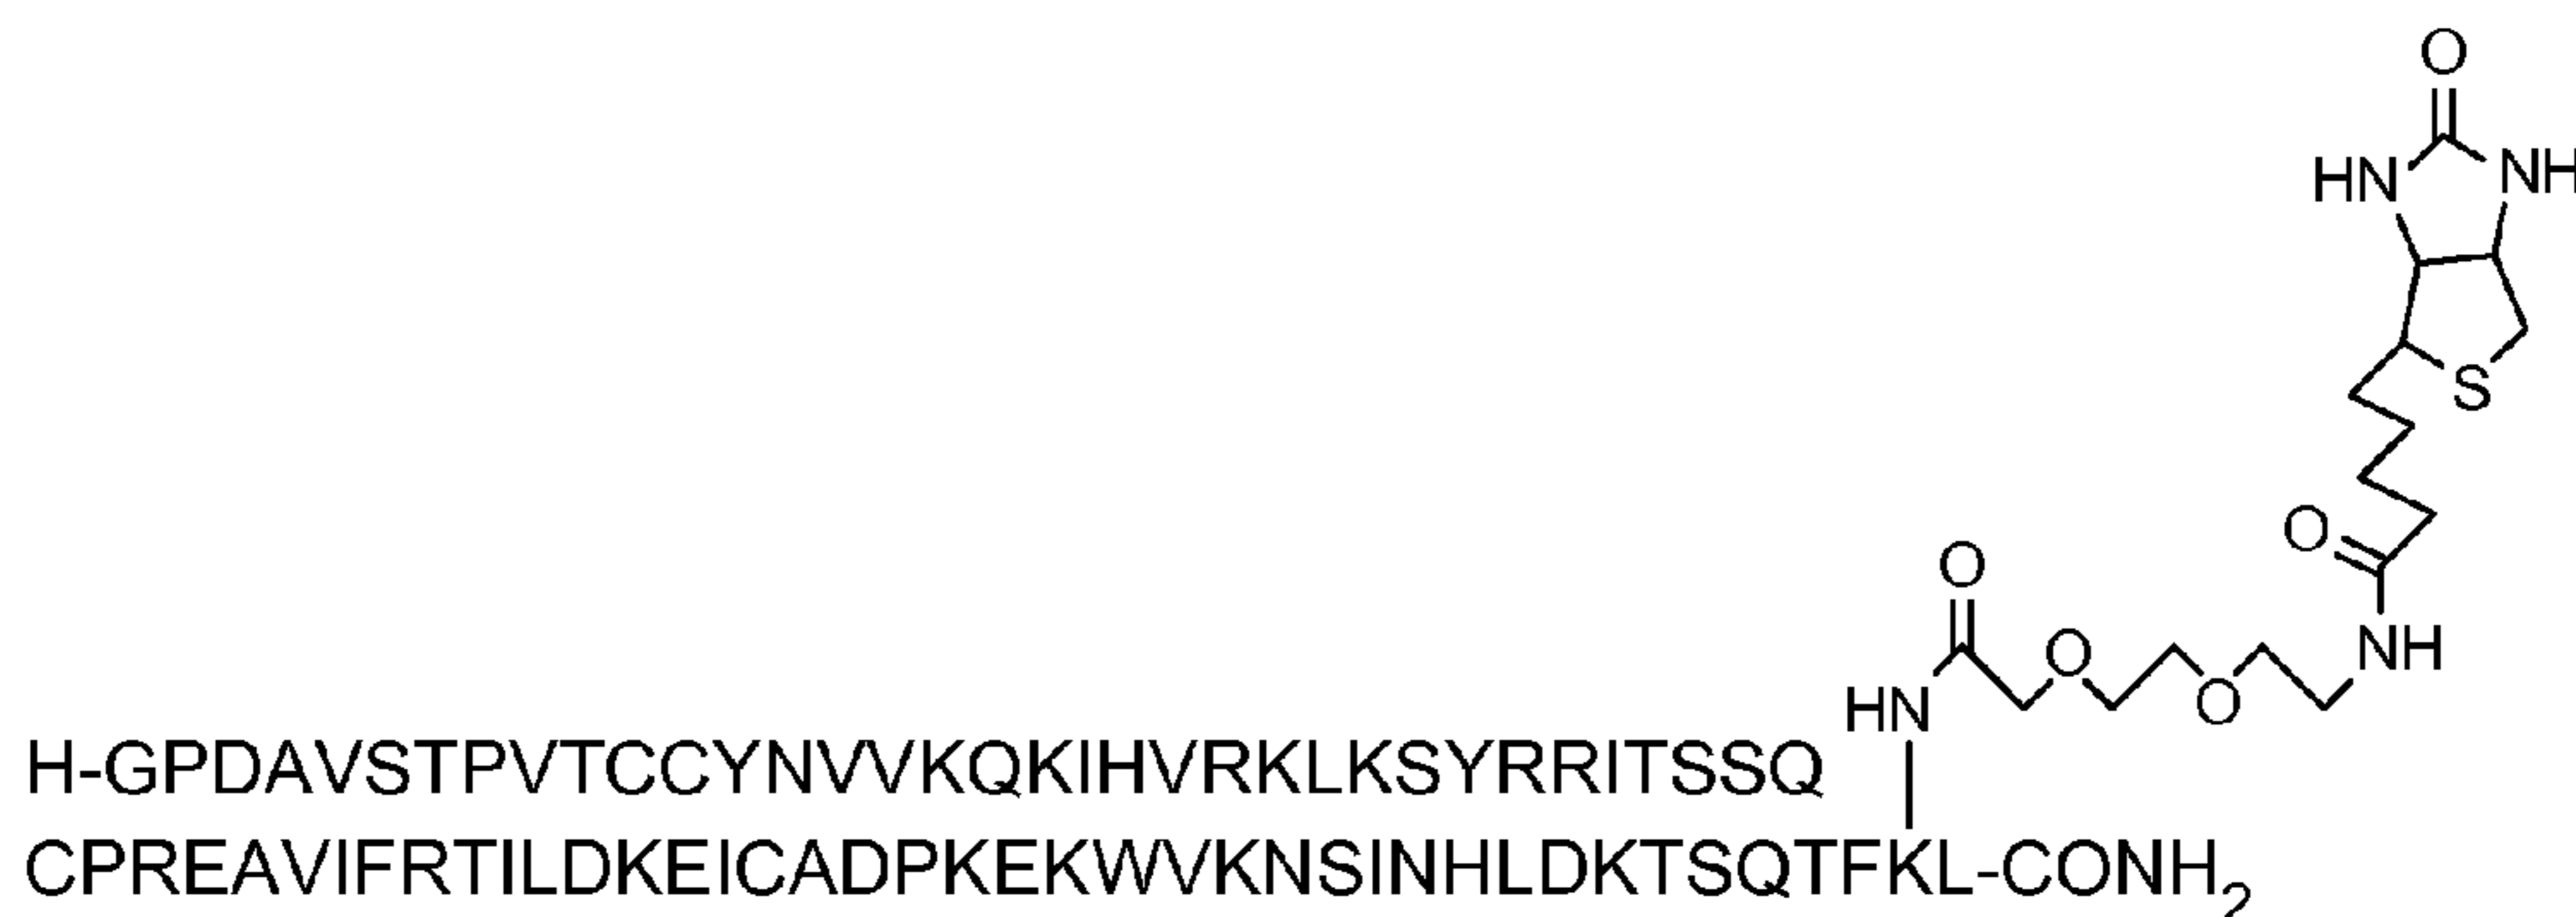 O
HN
NH
S
O
O
O
NH
HN
O
H-GPDAVSTPVTCCYNVVKQKIHVRKLKSYRRITSSQ
CPREAVIFRTILDKEICADPKEKWVKNSINHLDKTSQTFKL-CONH₂